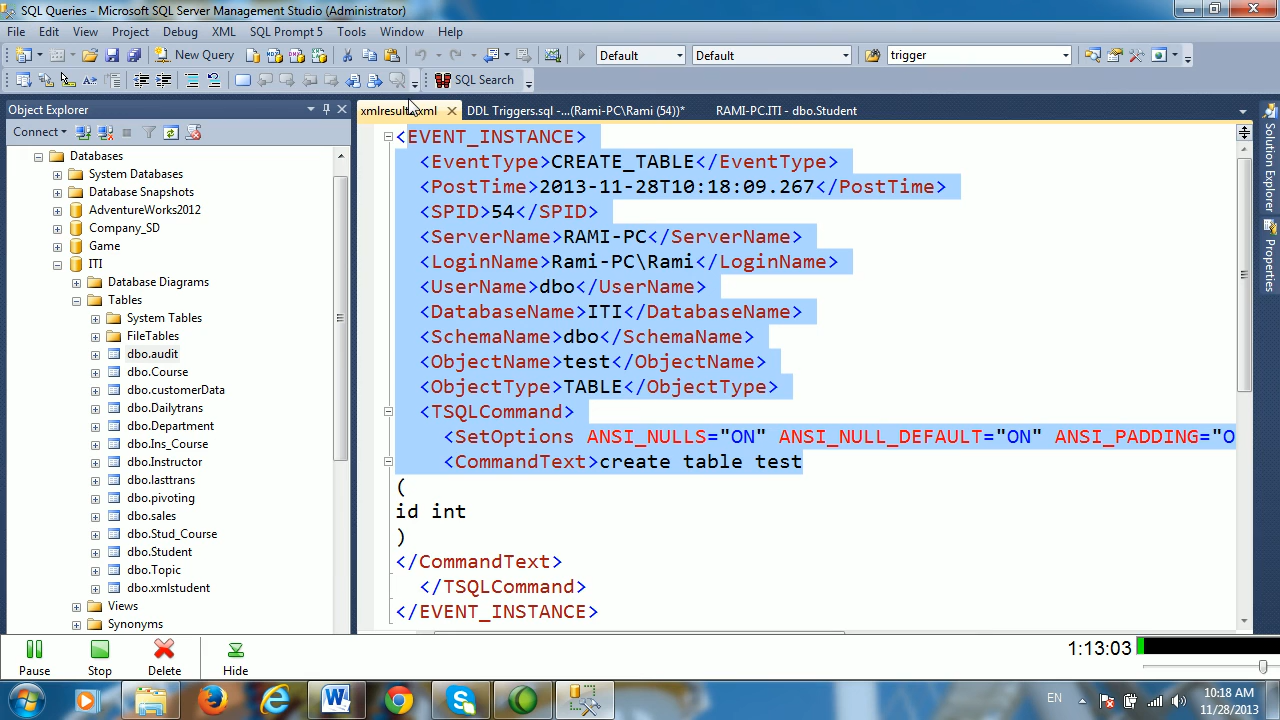 SQL Queries - Microsoft SQL Server Management Studio (Administrator)
File Edit View Project Debug XML SQL Prompt 5 Tools Window Help
New Query Default Default trigger
SQL Search
Object Explorer
xmlresult xml DDL Triggers.sql -...(Rami-PC\Rami (54))* RAMI-PC.ITI - dbo.Student
Connect
Databases
System Databases
Database Snapshots
AdventureWorks2012
Company_SD
Game
ITI
Database Diagrams
Tables
System Tables
FileTables
dbo.audit
dbo.Course
dbo.customerData
dbo.Dailytrans
dbo.Department
dbo.Ins_Course
dbo.Instructor
dbo.lasttrans
dbo.pivoting
dbo.sales
dbo.Stud_Course
dbo.Student
dbo.Topic
dbo.xmlstudent
Views
Synonyms
<EVENT_INSTANCE>
<EventType>CREATE_TABLE</EventType>
<PostTime>2013-11-28T10:18:09.267</PostTime>
<SPID>54</SPID>
<ServerName>RAMI-PC</ServerName>
<LoginName>Rami-PC\Rami</LoginName>
<UserName>dbo</UserName>
<DatabaseName>ITI</DatabaseName>
<SchemaName>dbo</SchemaName>
<ObjectName>test</ObjectName>
<ObjectType>TABLE</ObjectType>
<TSQLCommand>
<SetOptions ANSI_NULLS="ON" ANSI_NULL_DEFAULT="ON" ANSI_PADDING="O
<CommandText>create table test
(
id int
)
</CommandText>
</TSQLCommand>
</EVENT_INSTANCE>
Solution Explorer
Properties
Pause Stop Delete Hide
1:13:03
EN
10:18 AM
11/28/2013